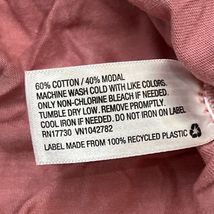 60% COTTON / 40% MODAL
MACHINE WASH COLD WITH LIKE COLORS.
ONLY NON-CHLORINE BLEACH IF NEEDED.
TUMBLE DRY LOW. REMOVE PROMPTLY.
COOL IRON IF NEEDED. DO NOT IRON ON LABEL
RN17730 VN1042782
LABEL MADE FROM 100% RECYCLED PLASTIC